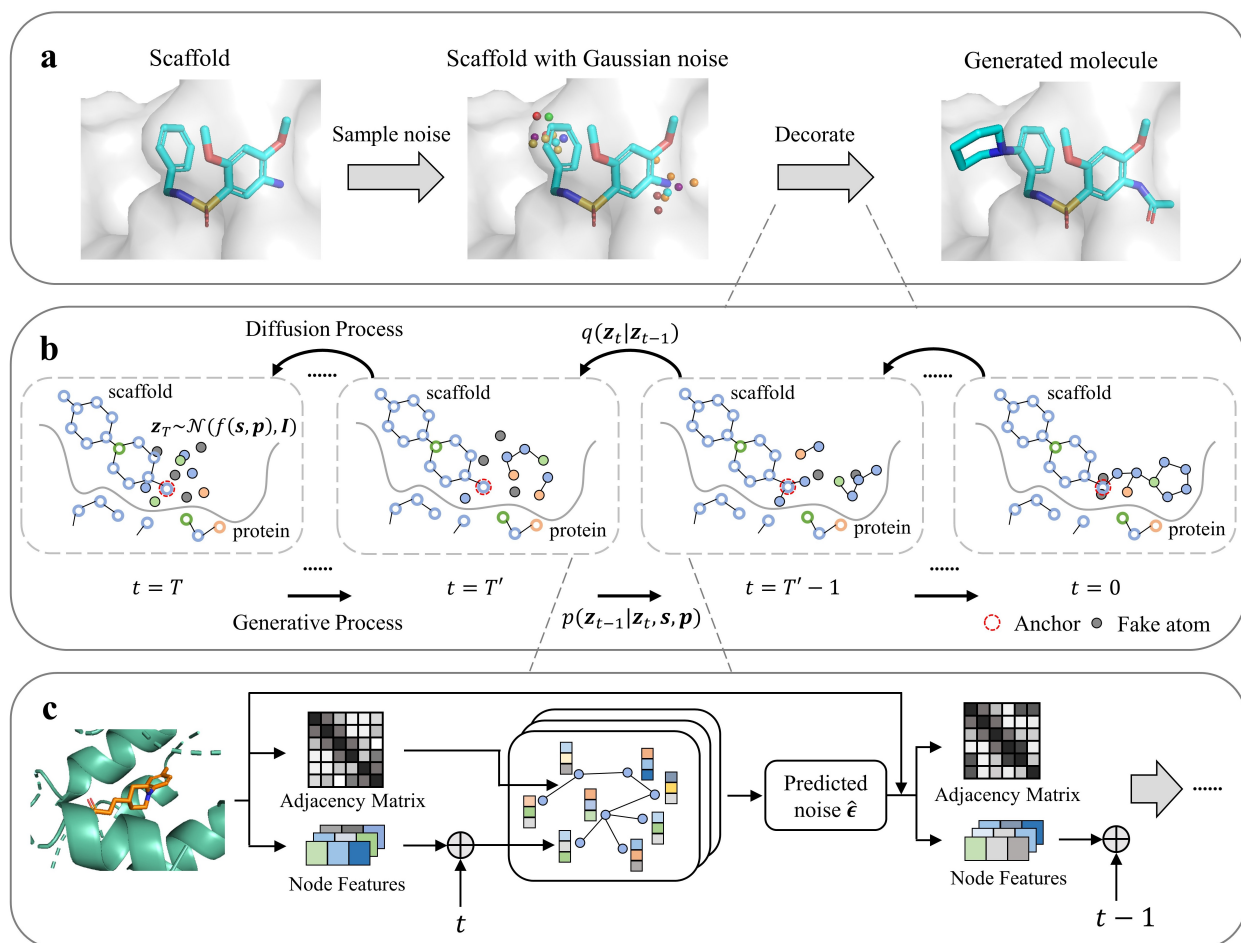 a
Scaffold
Scaffold with Gaussian noise
Generated molecule
Sample noise
Decorate
b
Diffusion Process
q(z_t|z_{t−1})
......
......
scaffold
scaffold
scaffold
scaffold
z_T~𝒩(f(s, p), I)
protein
protein
protein
protein
t = T
......
t = T′
t = T′ − 1
......
t = 0
Generative Process
p(z_{t−1}|z_t, s, p)
Anchor
Fake atom
c
Adjacency Matrix
Node Features
t
Predicted
noise ϵ̂
Adjacency Matrix
Node Features
t − 1
......